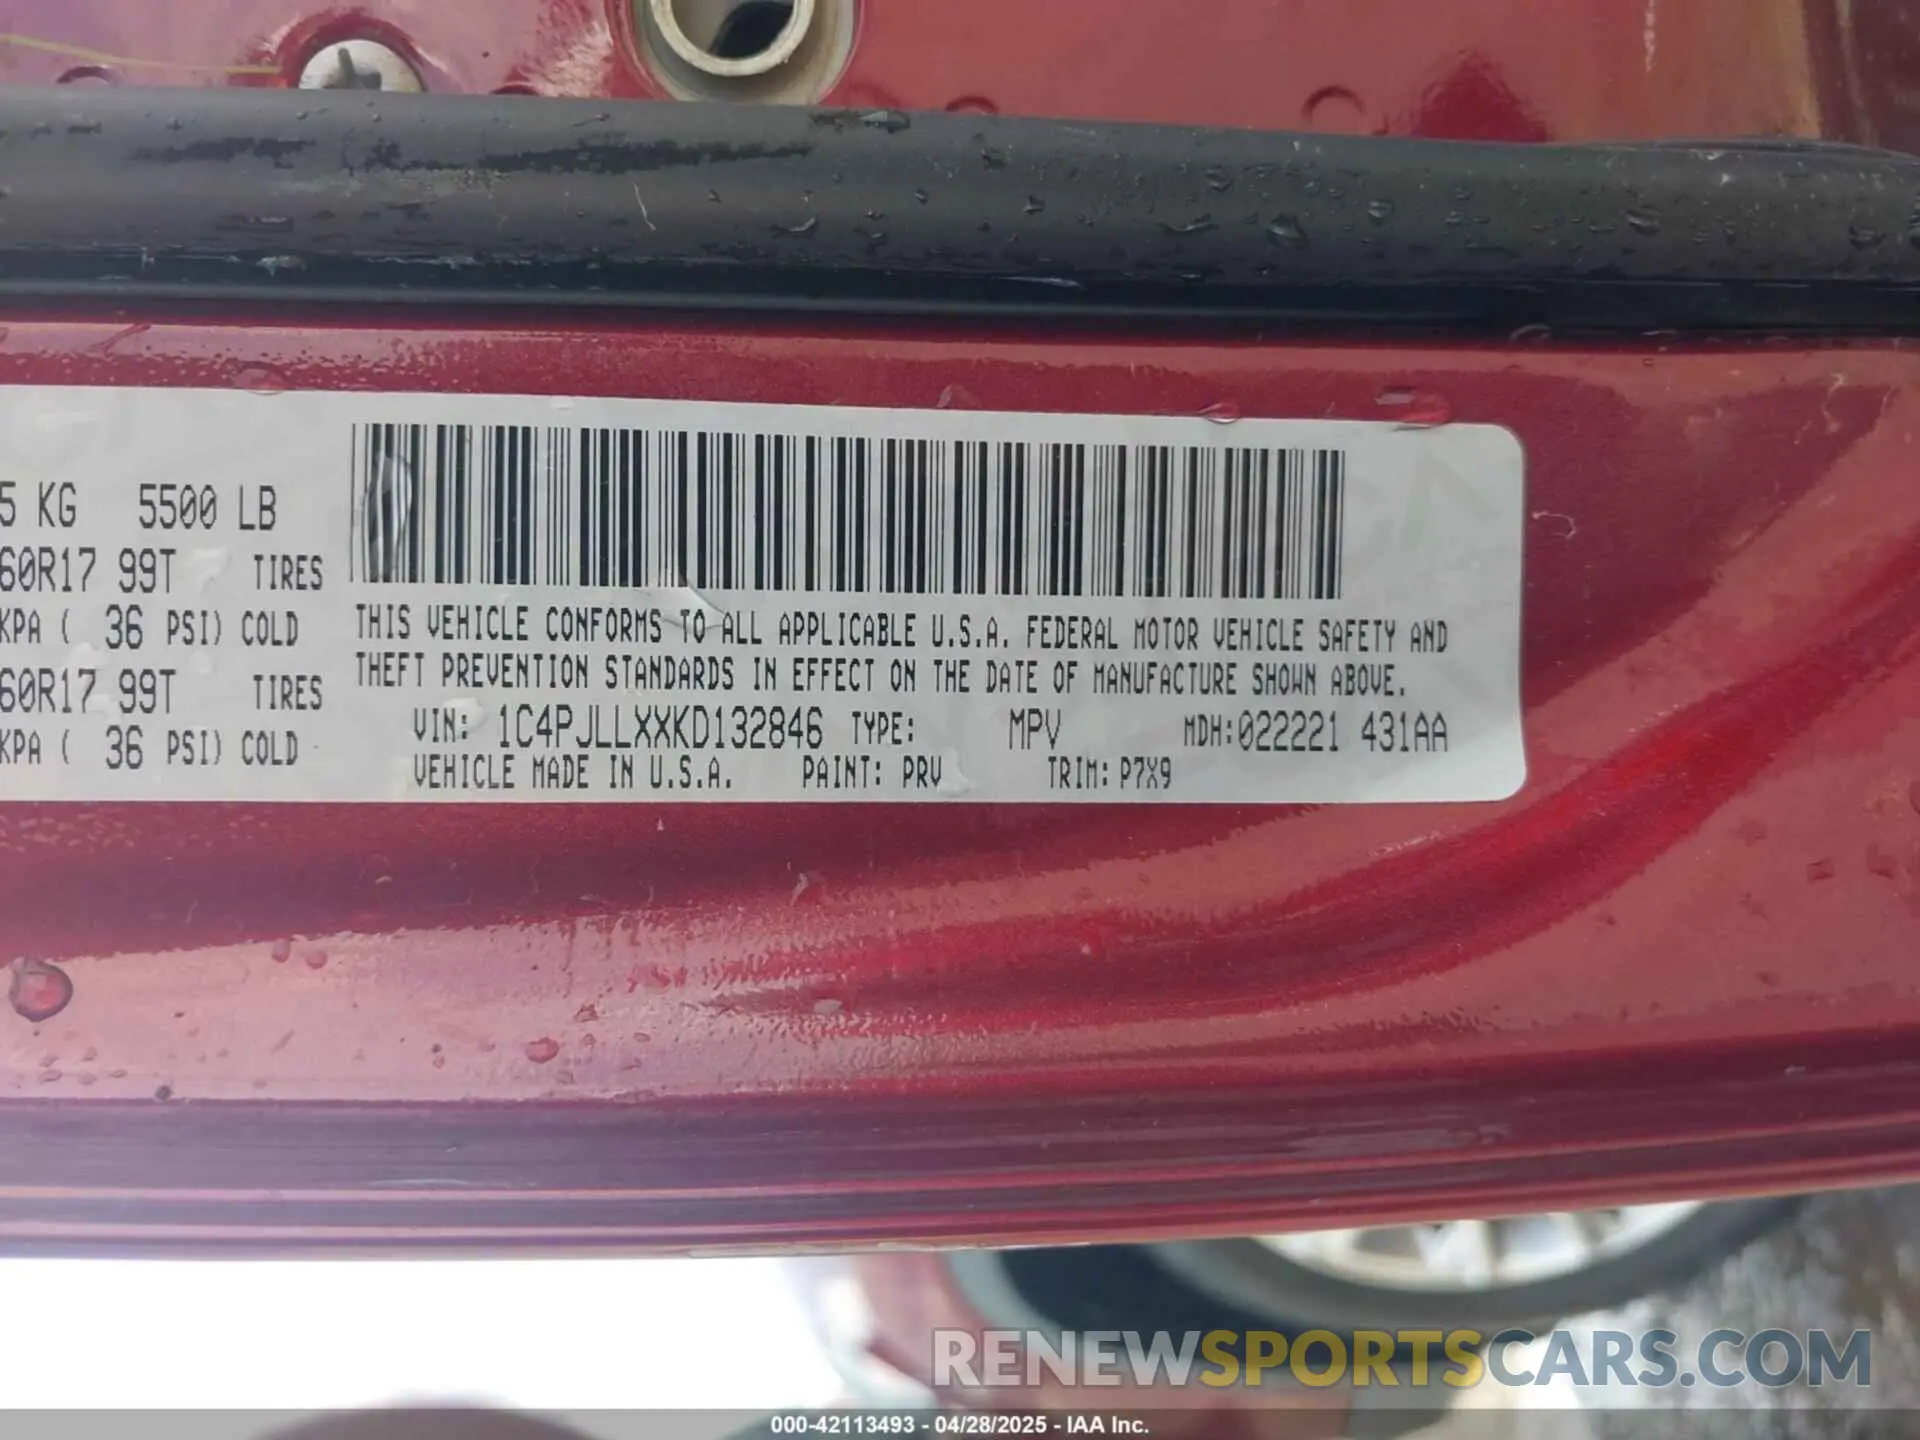 5 KG 5500 LB
60R17 99T TIRES
KPA ( 36 PSI) COLD
60R17 99T TIRES
KPA ( 36 PSI) COLD
THIS VEHICLE CONFORMS TO ALL APPLICABLE U.S.A. FEDERAL MOTOR VEHICLE SAFETY AND
THEFT PREVENTION STANDARDS IN EFFECT ON THE DATE OF MANUFACTURE SHOWN ABOVE.
VIN: 1C4PJLLXXKD132846 TYPE: MPV MDH:022221 431AA
VEHICLE MADE IN U.S.A. PAINT: PRV TRIM: P7X9
RENEWSPORTSCARS.COM
000-42113493 - 04/28/2025 - IAA Inc.